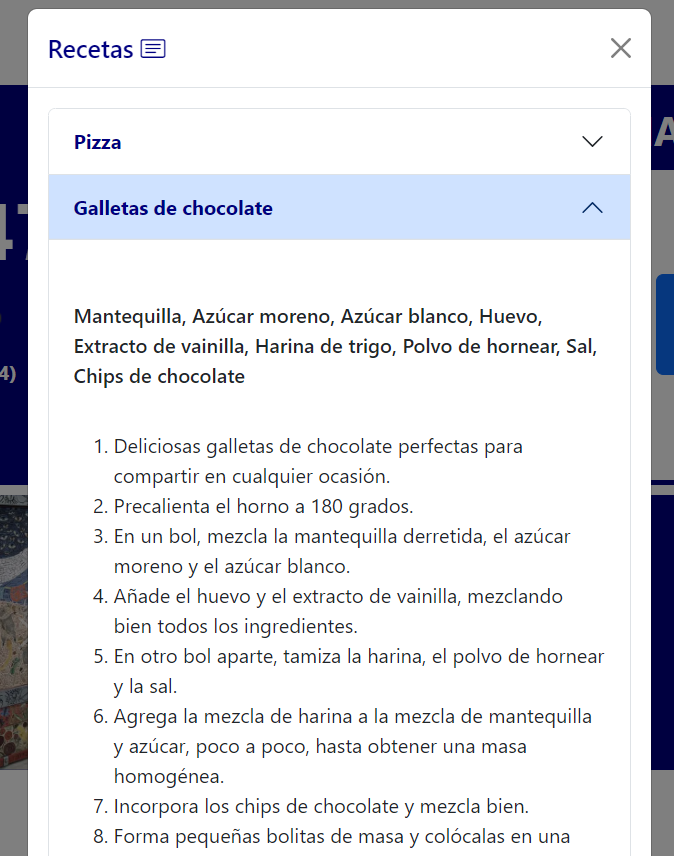 Recetas
Pizza
Galletas de chocolate
Mantequilla, Azúcar moreno, Azúcar blanco, Huevo,
Extracto de vainilla, Harina de trigo, Polvo de hornear, Sal,
Chips de chocolate
1. Deliciosas galletas de chocolate perfectas para
compartir en cualquier ocasión.
2. Precalienta el horno a 180 grados.
3. En un bol, mezcla la mantequilla derretida, el azúcar
moreno y el azúcar blanco.
4. Añade el huevo y el extracto de vainilla, mezclando
bien todos los ingredientes.
5. En otro bol aparte, tamiza la harina, el polvo de hornear
y la sal.
6. Agrega la mezcla de harina a la mezcla de mantequilla
y azúcar, poco a poco, hasta obtener una masa
homogénea.
7. Incorpora los chips de chocolate y mezcla bien.
8. Forma pequeñas bolitas de masa y colócalas en una
4)
A